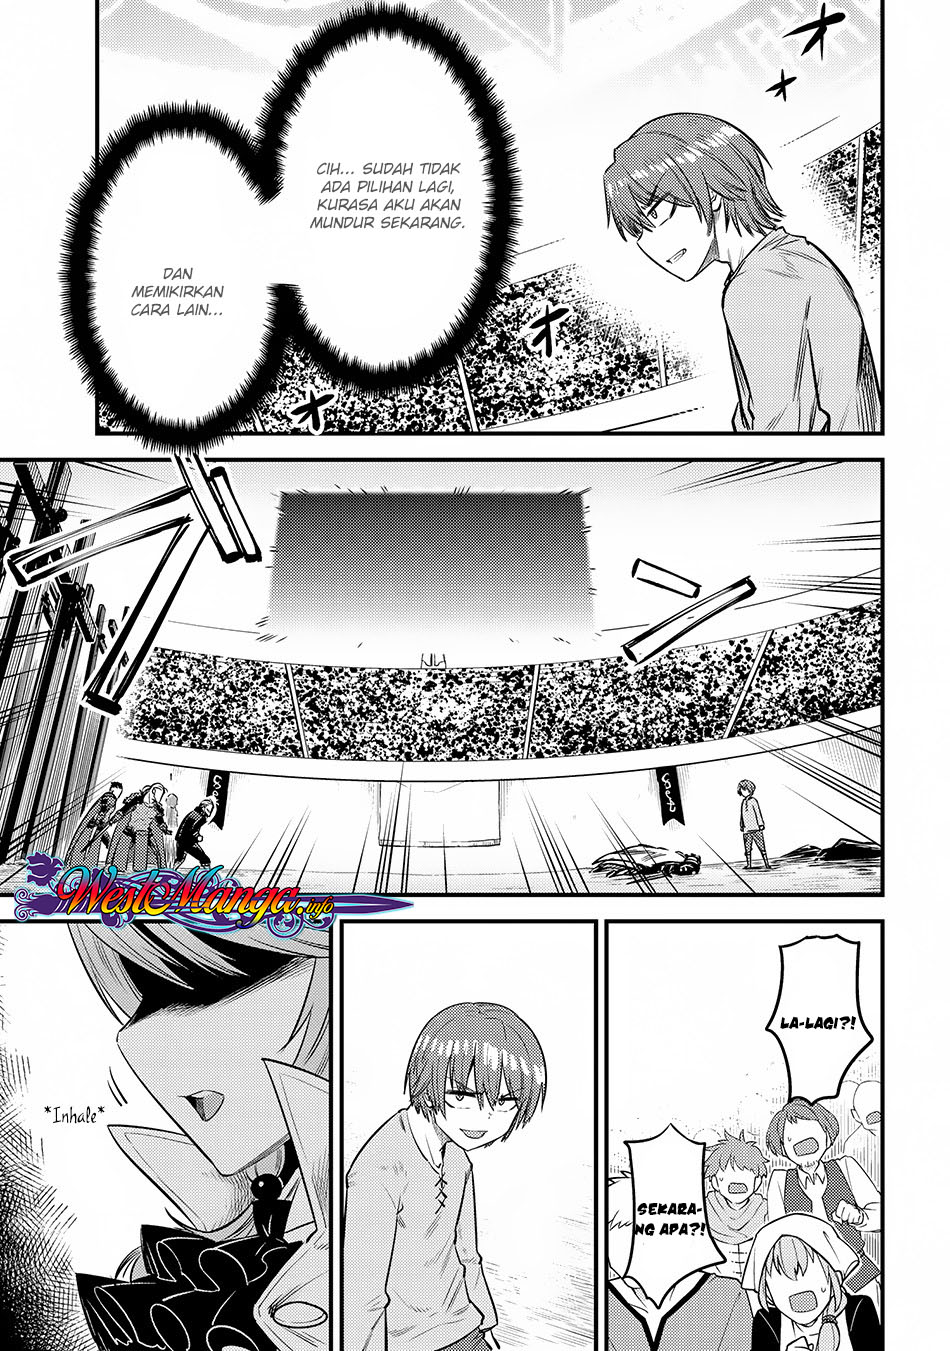 CIH... SUDAH TIDAK
ADA PILIHAN LAGI,
KURASA AKU AKAN
MUNDUR SEKARANG.
DAN
MEMIKIRKAN
CARA LAIN...
WestManga.info
LA-LAGI?!
SEKARA-
NG APA?!
*Inhale*